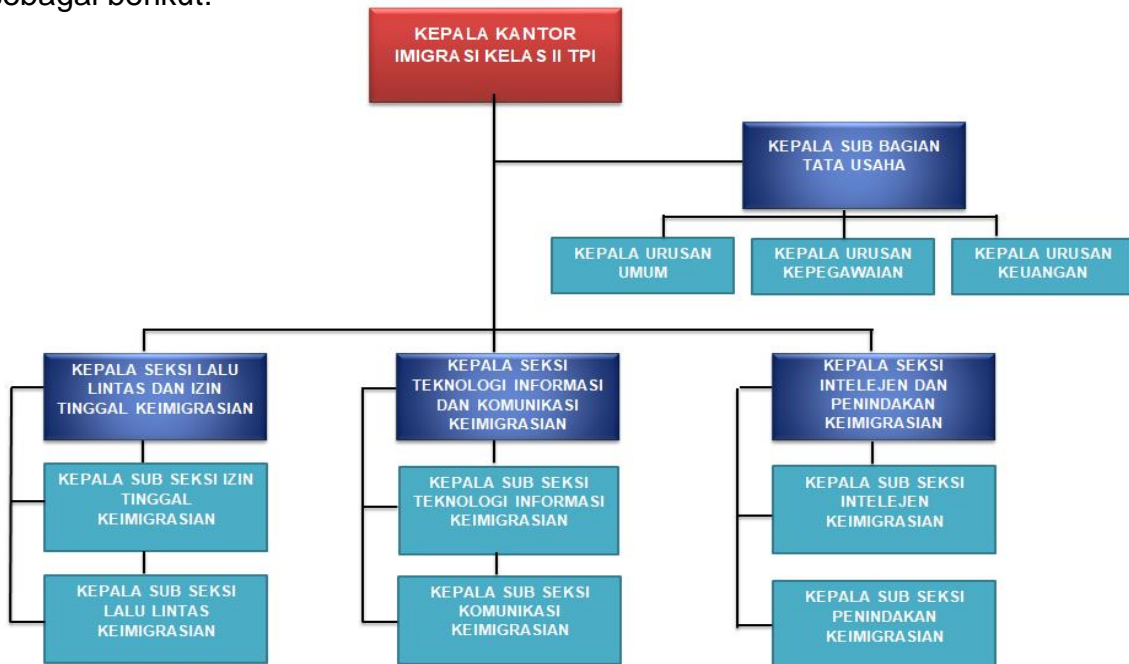 sebagai berikut:
KEPALA KANTOR
IMIGRASI KELAS II TPI
KEPALA SUB BAGIAN
TATA USAHA
KEPALA URUSAN
UMUM
KEPALA URUSAN
KEPEGAWAIAN
KEPALA URUSAN
KEUANGAN
KEPALA SEKSI LALU
LINTAS DAN IZIN
TINGGAL KEIMIGRASIAN
KEPALA SEKSI
TEKNOLOGI INFORMASI
DAN KOMUNIKASI
KEIMIGRASIAN
KEPALA SEKSI
INTELEJEN DAN
PENINDAKAN
KEIMIGRASIAN
KEPALA SUB SEKSI IZIN
TINGGAL
KEIMIGRASIAN
KEPALA SUB SEKSI
TEKNOLOGI INFORMASI
KEIMIGRASIAN
KEPALA SUB SEKSI
INTELEJEN
KEIMIGRASIAN
KEPALA SUB SEKSI
LALU LINTAS
KEIMIGRASIAN
KEPALA SUB SEKSI
KOMUNIKASI
KEIMIGRASIAN
KEPALA SUB SEKSI
PENINDAKAN
KEIMIGRASIAN